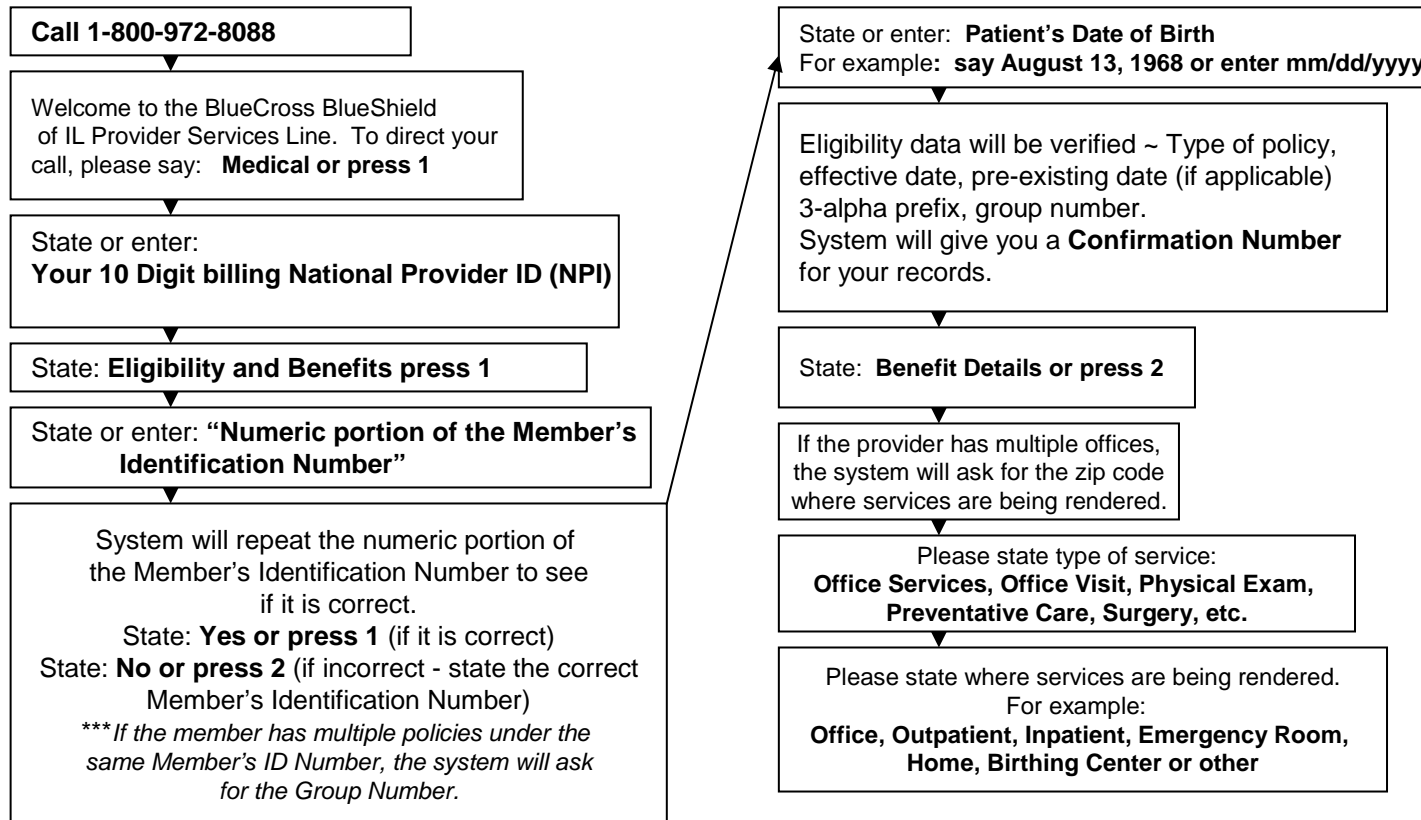 Call 1-800-972-8088
Welcome to the BlueCross BlueShield
of IL Provider Services Line. To direct your
call, please say: Medical or press 1
State or enter:
Your 10 Digit billing National Provider ID (NPI)
State: Eligibility and Benefits press 1
State or enter: “Numeric portion of the Member’s
Identification Number”
System will repeat the numeric portion of
the Member’s Identification Number to see
if it is correct.
State: Yes or press 1 (if it is correct)
State: No or press 2 (if incorrect - state the correct
Member’s Identification Number)
***If the member has multiple policies under the
same Member’s ID Number, the system will ask
for the Group Number.
State or enter: Patient’s Date of Birth
For example: say August 13, 1968 or enter mm/dd/yyyy
Eligibility data will be verified ~ Type of policy,
effective date, pre-existing date (if applicable)
3-alpha prefix, group number.
System will give you a Confirmation Number
for your records.
State: Benefit Details or press 2
If the provider has multiple offices,
the system will ask for the zip code
where services are being rendered.
Please state type of service:
Office Services, Office Visit, Physical Exam,
Preventative Care, Surgery, etc.
Please state where services are being rendered.
For example:
Office, Outpatient, Inpatient, Emergency Room,
Home, Birthing Center or other